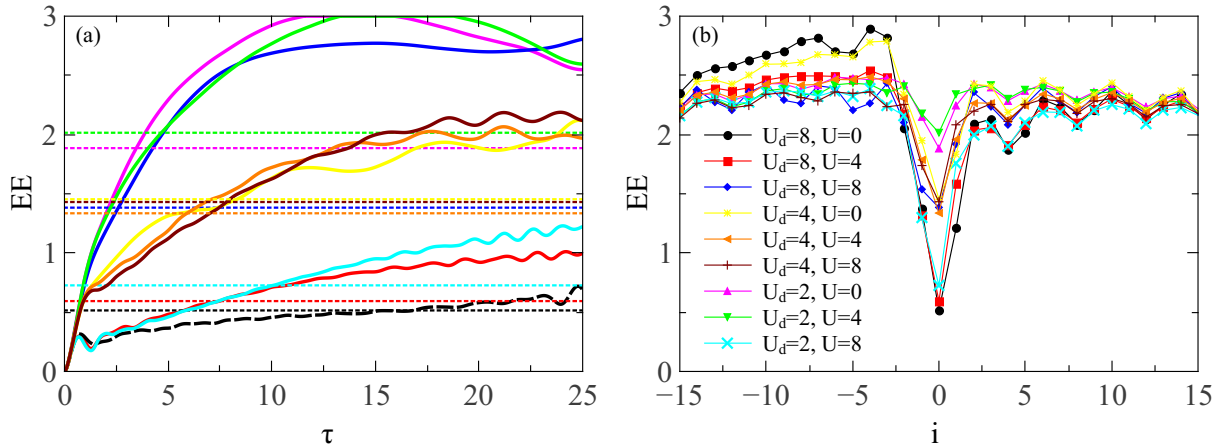 (a)
EE
3
2
1
0
0 5 10 15 20 25
τ
(b)
EE
3
2
1
0
U_d=8, U=0
U_d=8, U=4
U_d=8, U=8
U_d=4, U=0
U_d=4, U=4
U_d=4, U=8
U_d=2, U=0
U_d=2, U=4
U_d=2, U=8
−15 −10 −5 0 5 10 15
i